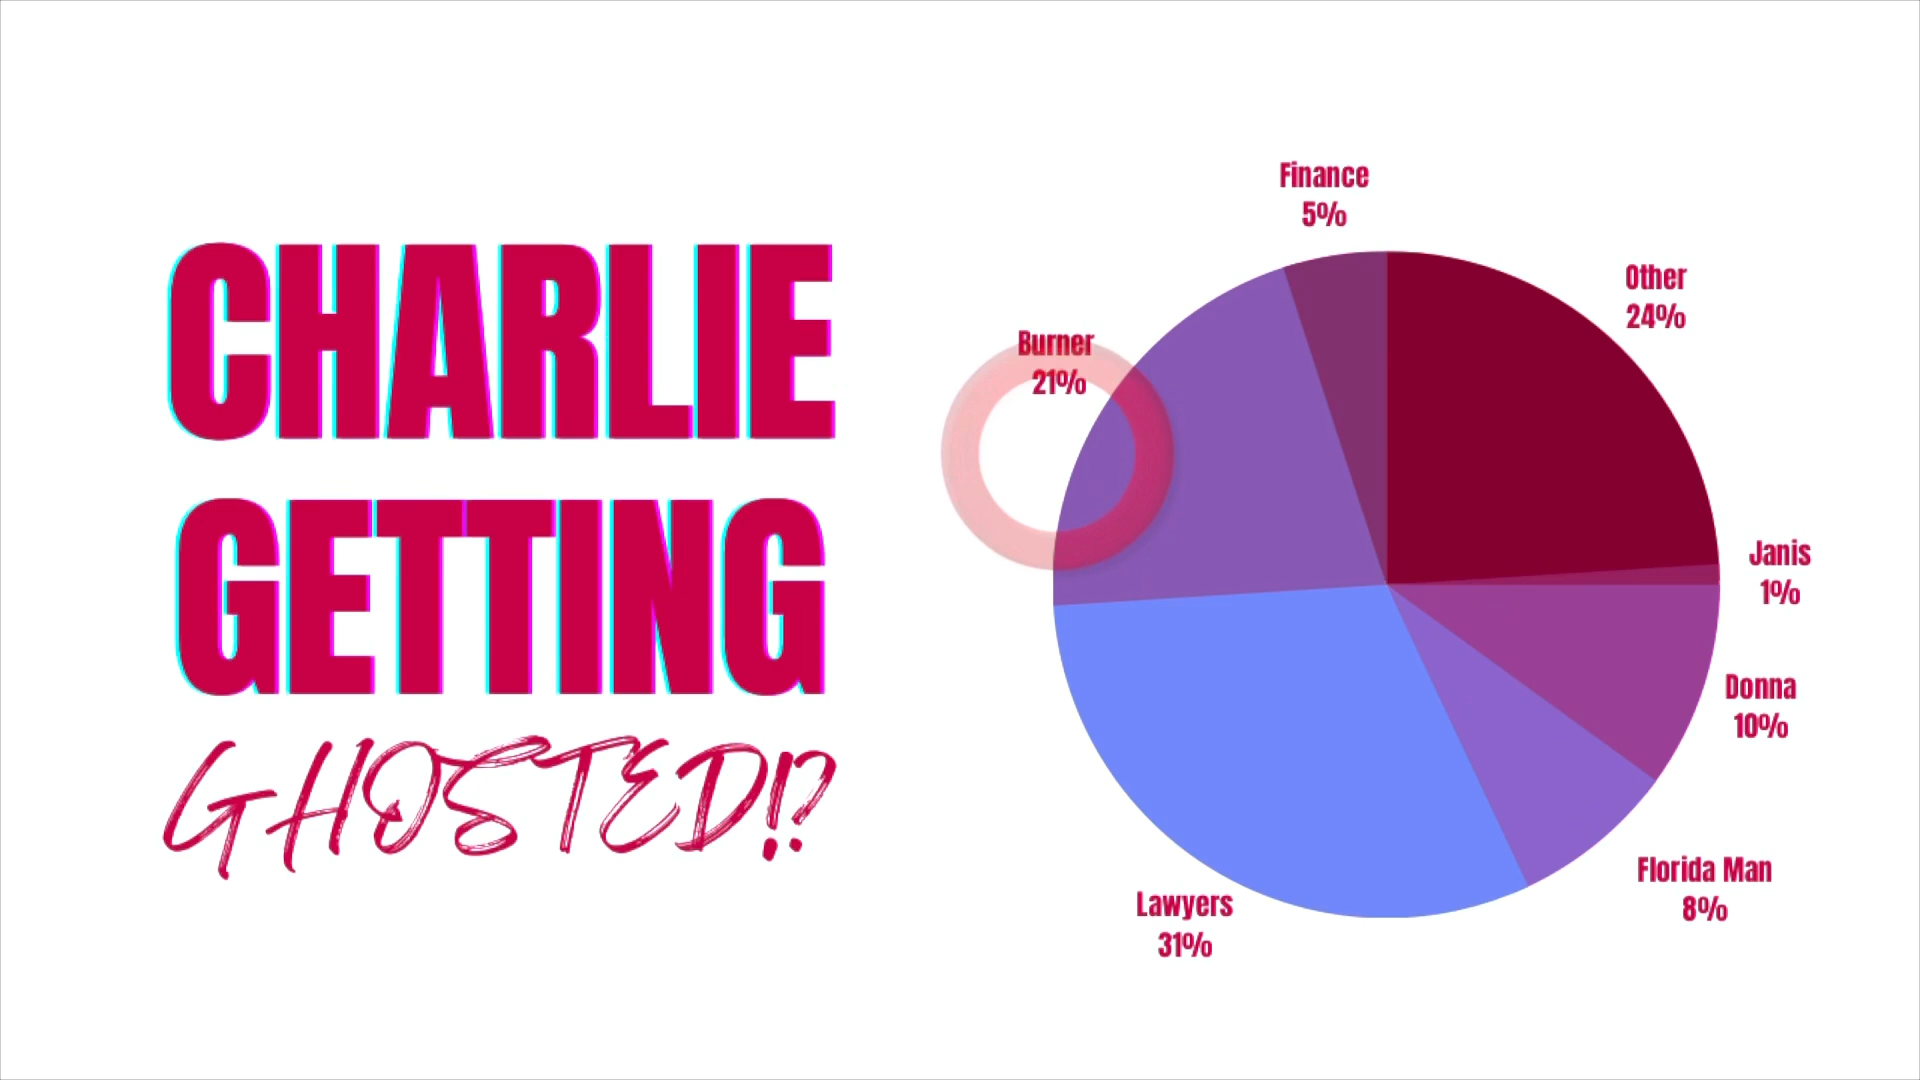 CHARLIE
GETTING
GHOSTED!?
Finance
5%
Other
24%
Burner
21%
Janis
1%
Donna
10%
Florida Man
8%
Lawyers
31%